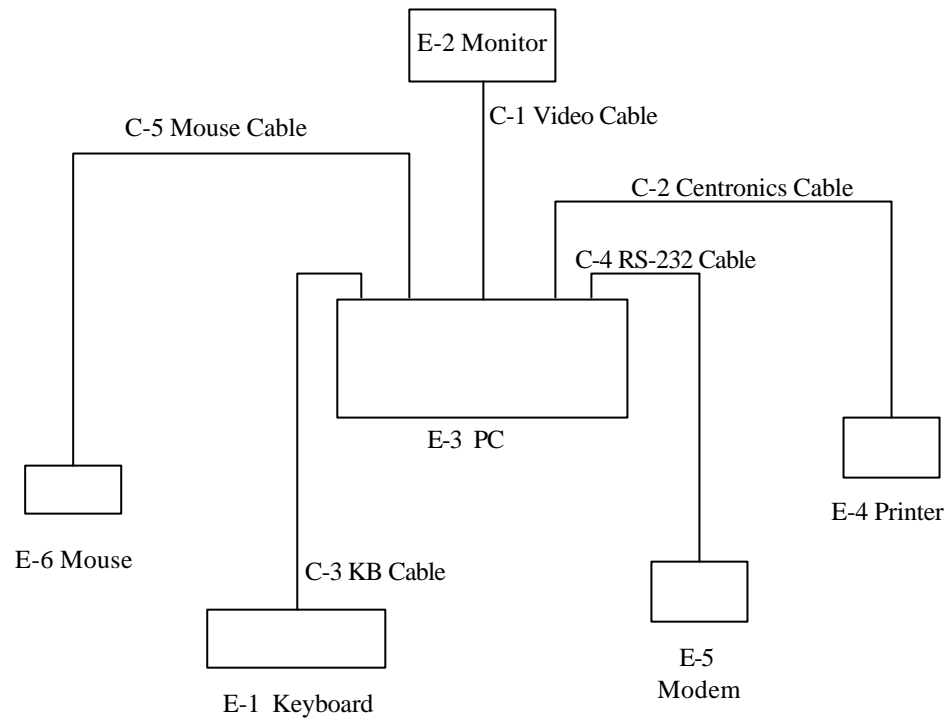 E-2 Monitor
C-1 Video Cable
C-5 Mouse Cable
C-2 Centronics Cable
C-4 RS-232 Cable
E-3 PC
E-4 Printer
E-6 Mouse
C-3 KB Cable
E-5
Modem
E-1 Keyboard